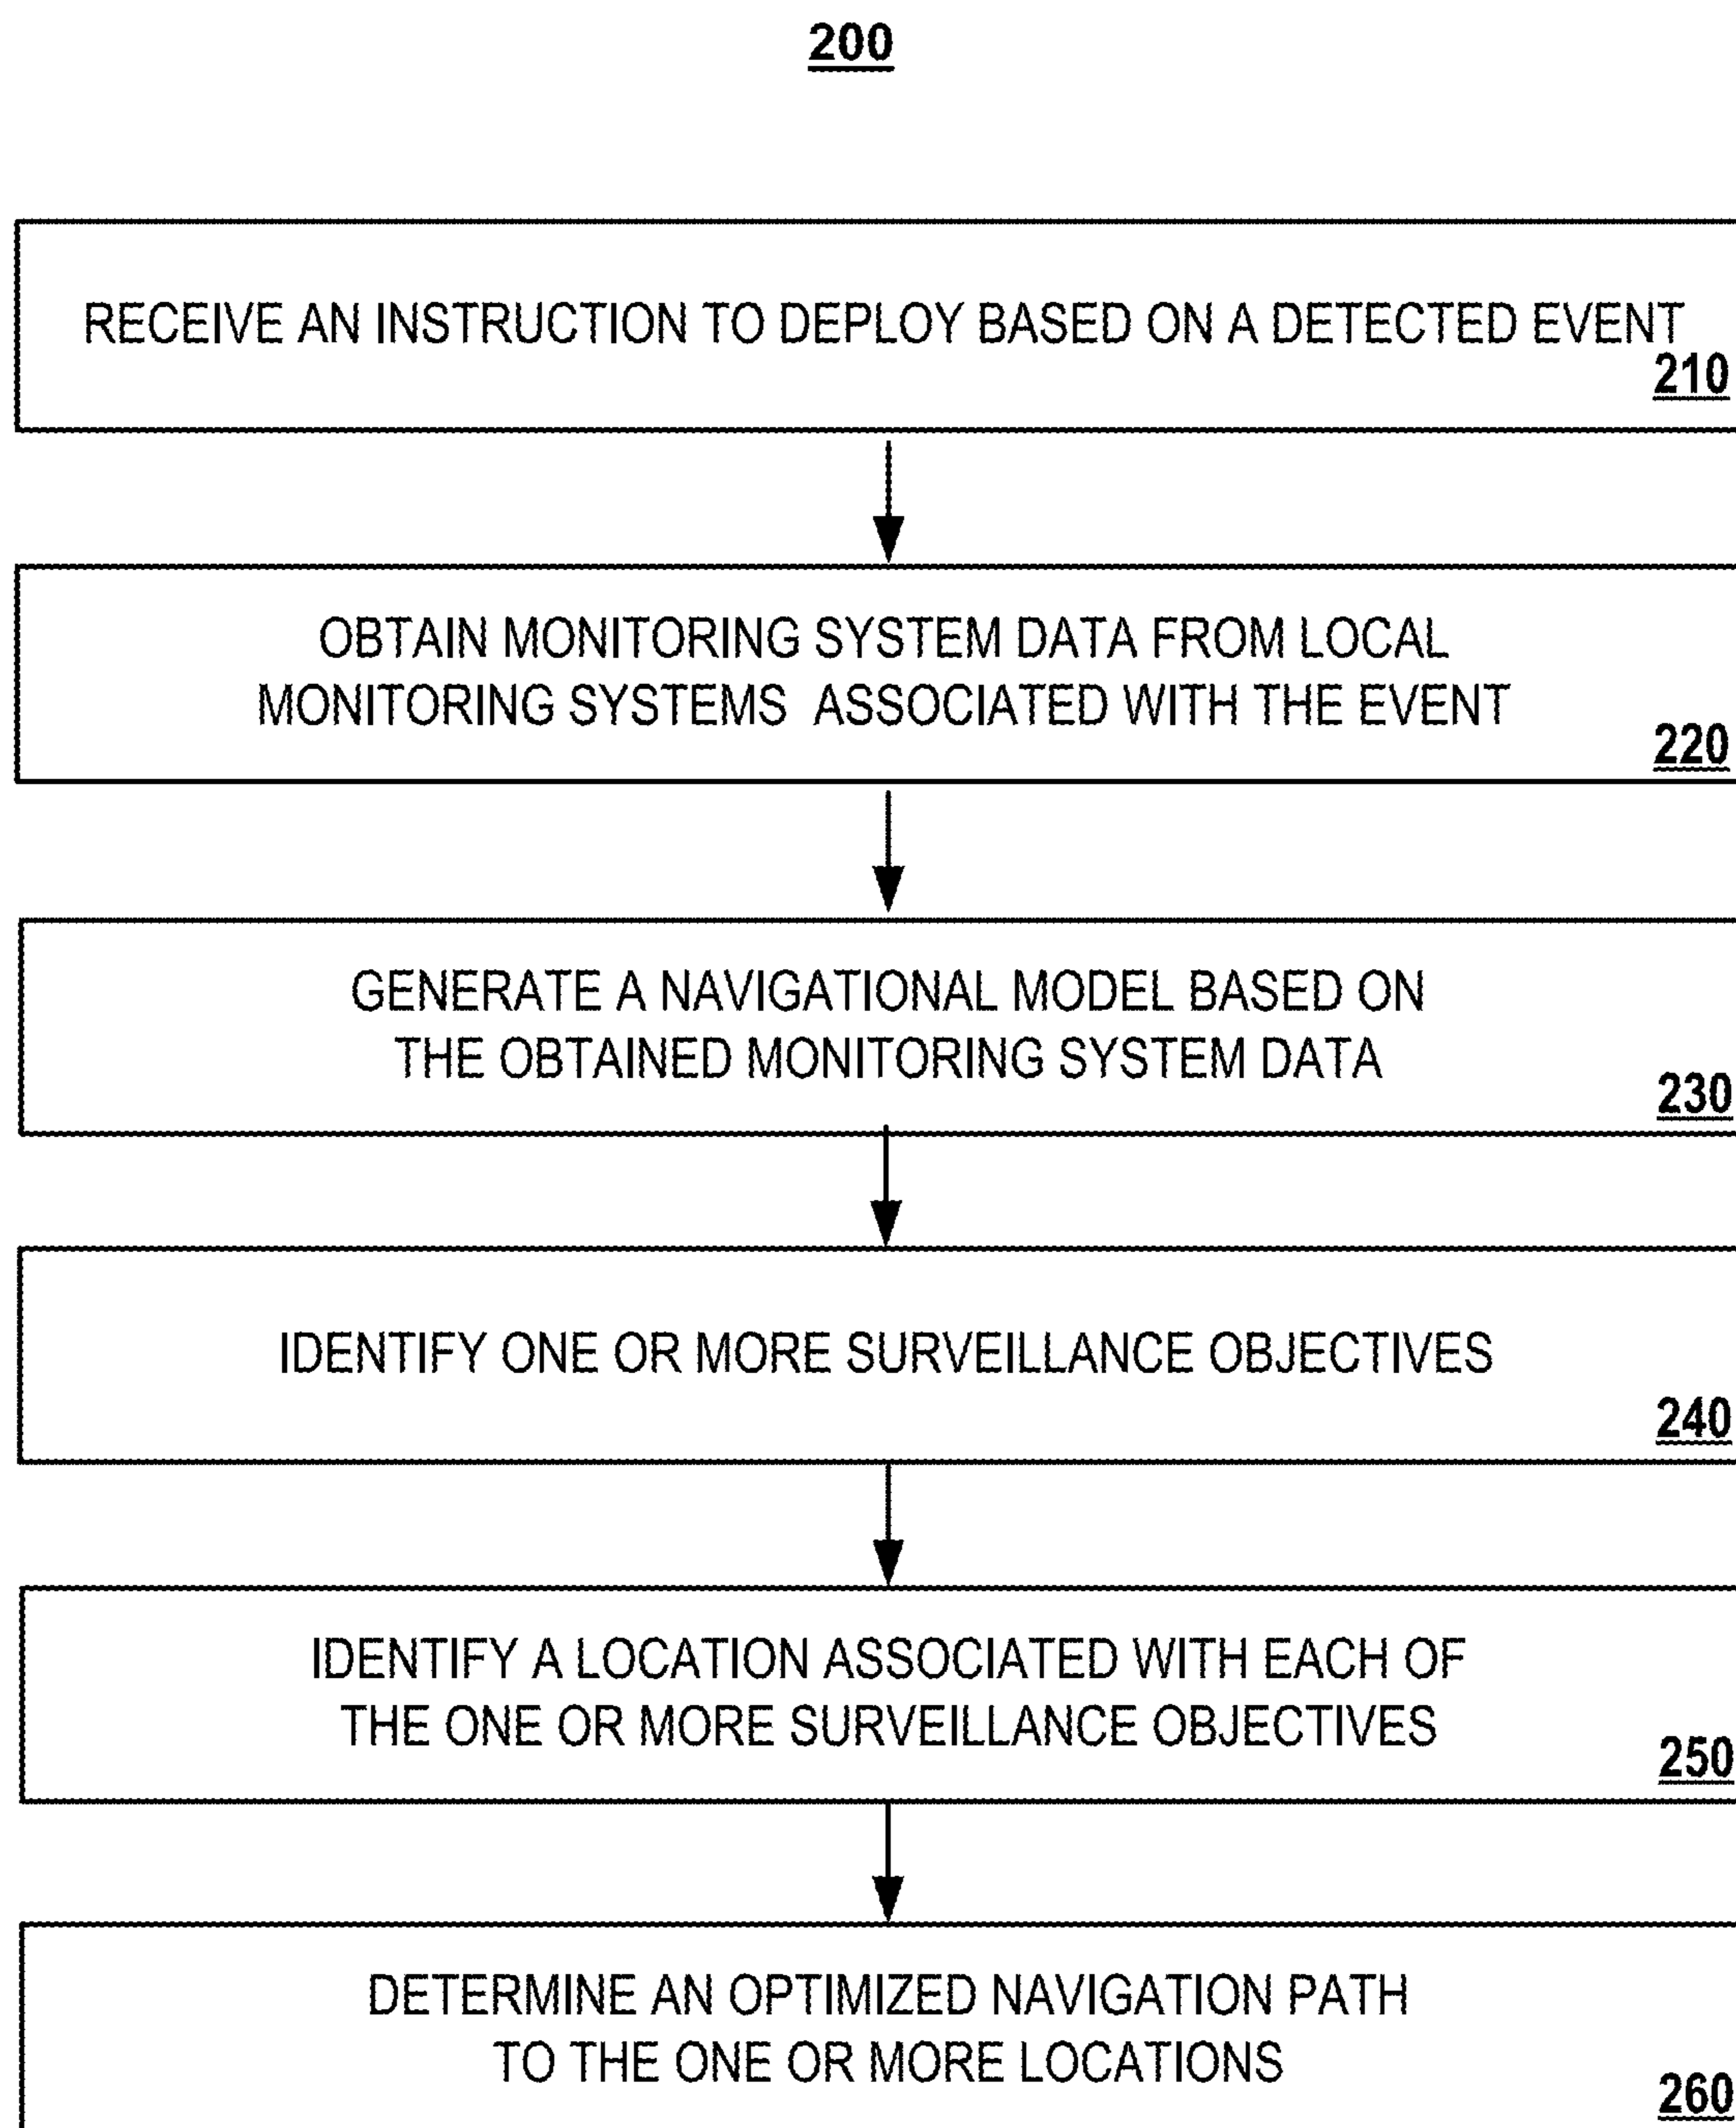 200
RECEIVE AN INSTRUCTION TO DEPLOY BASED ON A DETECTED EVENT
210
OBTAIN MONITORING SYSTEM DATA FROM LOCAL
MONITORING SYSTEMS ASSOCIATED WITH THE EVENT
220
GENERATE A NAVIGATIONAL MODEL BASED ON
THE OBTAINED MONITORING SYSTEM DATA
230
IDENTIFY ONE OR MORE SURVEILLANCE OBJECTIVES
240
IDENTIFY A LOCATION ASSOCIATED WITH EACH OF
THE ONE OR MORE SURVEILLANCE OBJECTIVES
250
DETERMINE AN OPTIMIZED NAVIGATION PATH
TO THE ONE OR MORE LOCATIONS
260